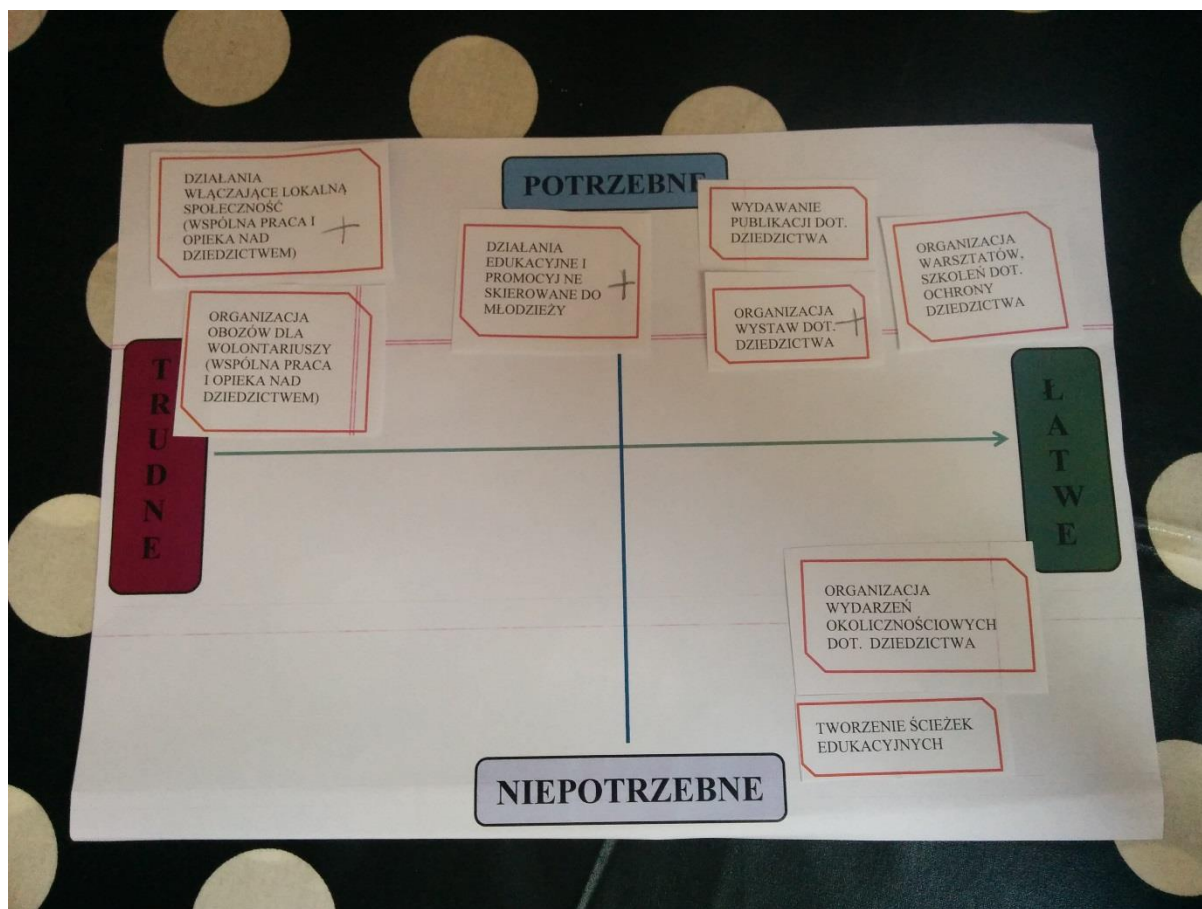 POTRZEBNE
DZIAŁANIA
WŁĄCZAJĄCE LOKALNĄ
SPOŁECZNOŚĆ
(WSPÓLNA PRACA I
OPIEKA NAD
DZIEDZICTWEM)
+
DZIAŁANIA
EDUKACYJNE I
PROMOCYJ NE
SKIEROWANE DO
MŁODZIEŻY
+
WYDAWANIE
PUBLIKACJI DOT.
DZIEDZICTWA
ORGANIZACJA
WARSZTATÓW,
SZKOLEŃ DOT.
OCHRONY
DZIEDZICTWA
ORGANIZACJA
OBOZÓW DLA
WOLONTARIUSZY
(WSPÓLNA PRACA
I OPIEKA NAD
DZIEDZICTWEM)
ORGANIZACJA
WYSTAW DOT.
DZIEDZICTWA
+
TRUDNE
ŁATWE
ORGANIZACJA
WYDARZEŃ
OKOLICZNOŚCIOWYCH
DOT. DZIEDZICTWA
TWORZENIE ŚCIEŻEK
EDUKACYJNYCH
NIEPOTRZEBNE